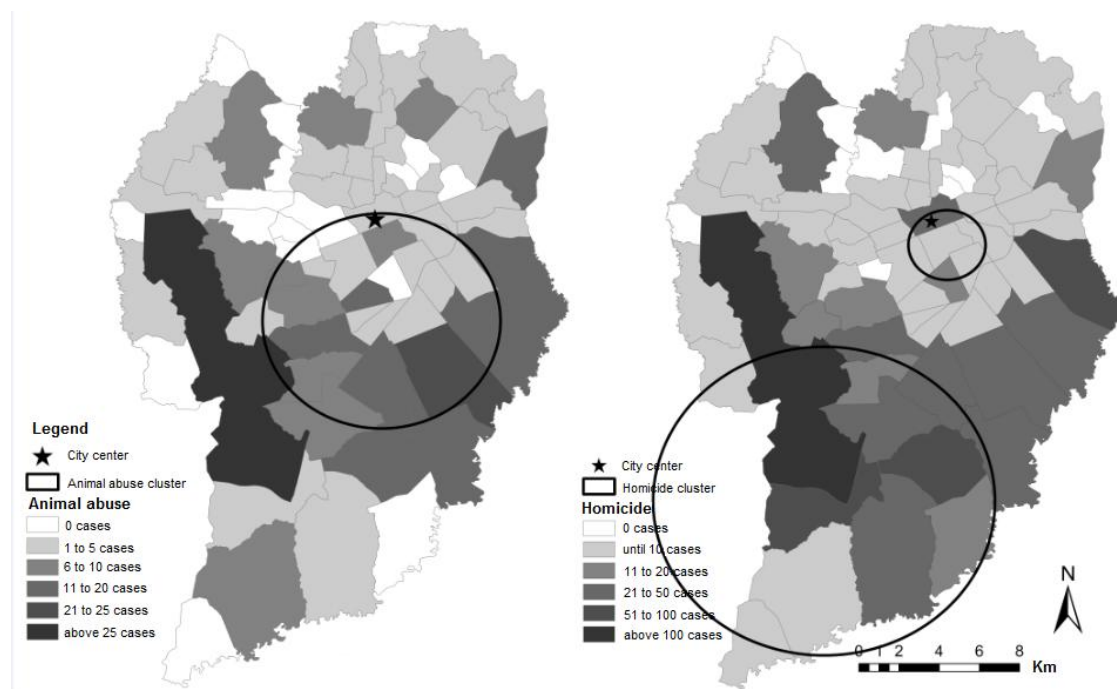 Legend
City center
Animal abuse cluster
Animal abuse
0 cases
1 to 5 cases
6 to 10 cases
11 to 20 cases
21 to 25 cases
above 25 cases
City center
Homicide cluster
Homicide
0 cases
until 10 cases
11 to 20 cases
21 to 50 cases
51 to 100 cases
above 100 cases
N
0 1 2 4 6 8
Km